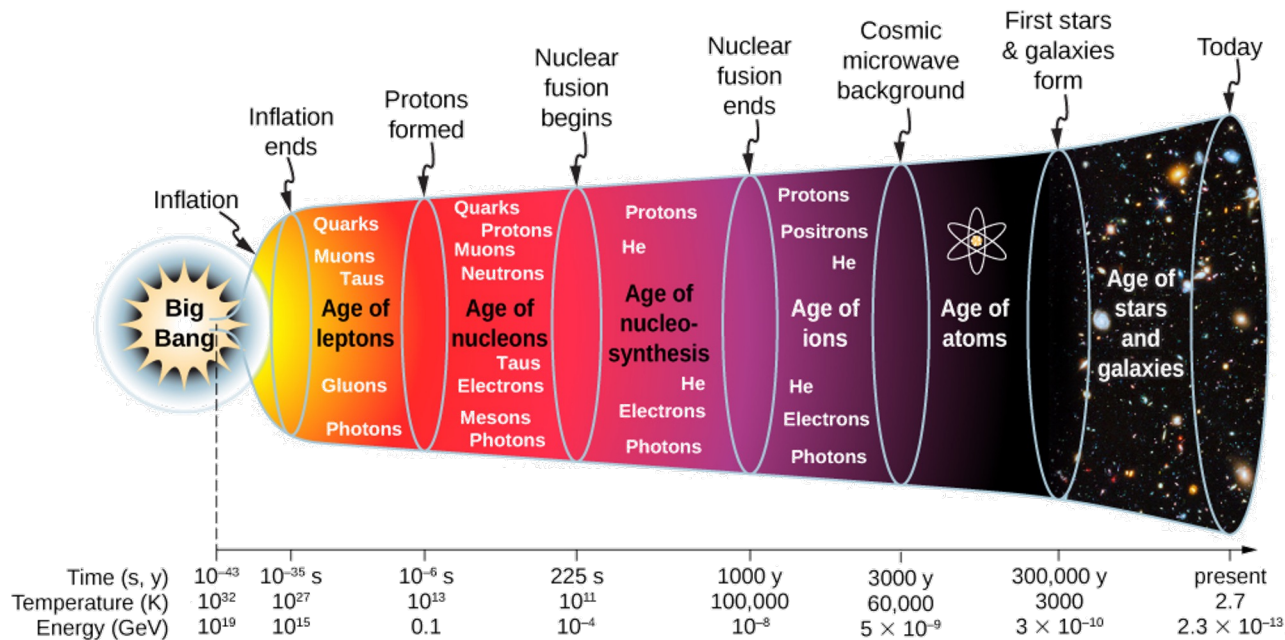 Inflation
Inflation
ends
Protons
formed
Nuclear
fusion
begins
Nuclear
fusion
ends
Cosmic
microwave
background
First stars
& galaxies
form
Today
Big
Bang
Quarks
Muons
Taus
Age of
leptons
Gluons
Photons
Quarks
Protons
Muons
Neutrons
Age of
nucleons
Taus
Electrons
Mesons
Photons
Protons
He
Age of
nucleo-
synthesis
He
Electrons
Photons
Protons
Positrons
He
Age of
ions
He
Electrons
Photons
Age of
atoms
Age of
stars
and
galaxies
Time (s, y) 10⁻⁴³ 10⁻³⁵ s 10⁻⁶ s 225 s 1000 y 3000 y 300,000 y present
Temperature (K) 10³² 10²⁷ 10¹³ 10¹¹ 100,000 60,000 3000 2.7
Energy (GeV) 10¹⁹ 10¹⁵ 0.1 10⁻⁴ 10⁻⁸ 5 × 10⁻⁹ 3 × 10⁻¹⁰ 2.3 × 10⁻¹³